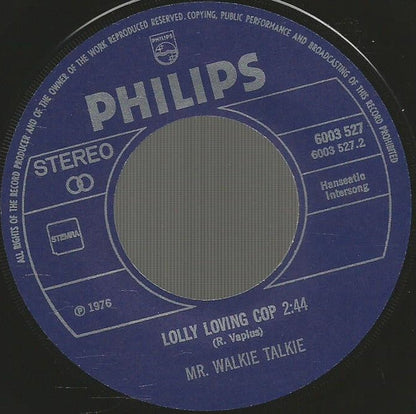 ALL RIGHTS OF THE RECORD PRODUCER AND OF THE OWNER OF THE WORK REPRODUCED RESERVED. COPYING, PUBLIC PERFORMANCE AND BROADCASTING OF THIS RECORD PROHIBITED
PHILIPS
PHILIPS
STEREO
6003 527
6003 527.2
Hanseatic
Intersong
STEMRA
℗ 1976
LOLLY LOVING COP 2:44
(R. Vaplus)
MR. WALKIE TALKIE